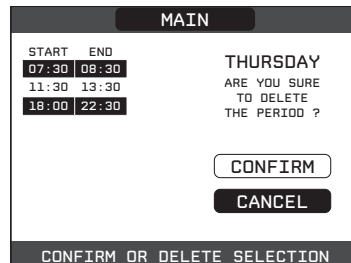 MAIN
START END
07:30 08:30
11:30 13:30
18:00 22:30
THURSDAY
ARE YOU SURE
TO DELETE
THE PERIOD ?
CONFIRM
CANCEL
CONFIRM OR DELETE SELECTION